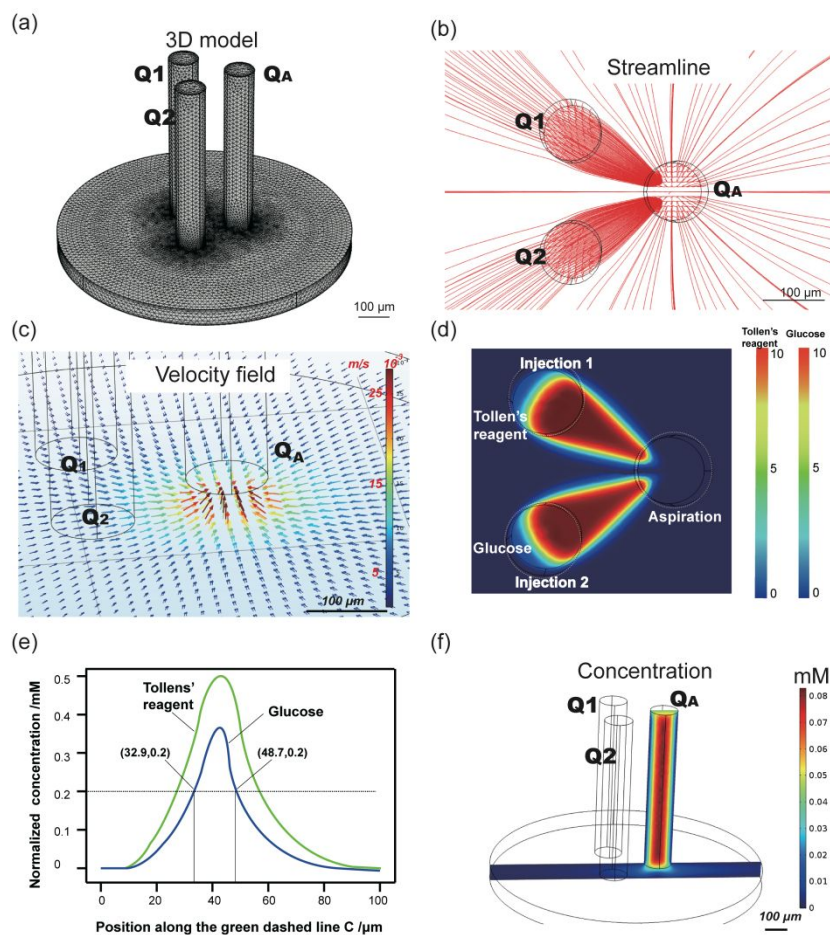 (a)
3D model
Q1
QA
Q2
100 µm
(b)
Streamline
Q1
QA
Q2
100 µm
(c)
Velocity field
m/s
10
-3
25
15
5
Q1
QA
Q2
100 µm
(d)
Injection 1
Tollen's
reagent
Aspiration
Glucose
Injection 2
Tollen's
reagent
Glucose
10
10
5
5
0
0
(e)
Normalized concentration /mM
0.5
0.4
0.3
0.2
0.1
0
Tollens'
reagent
Glucose
(32.9,0.2)
(48.7,0.2)
0
20
40
60
80
100
Position along the green dashed line C /µm
(f)
Concentration
mM
Q1
QA
Q2
0.08
0.07
0.06
0.05
0.04
0.03
0.02
0.01
0
100 µm